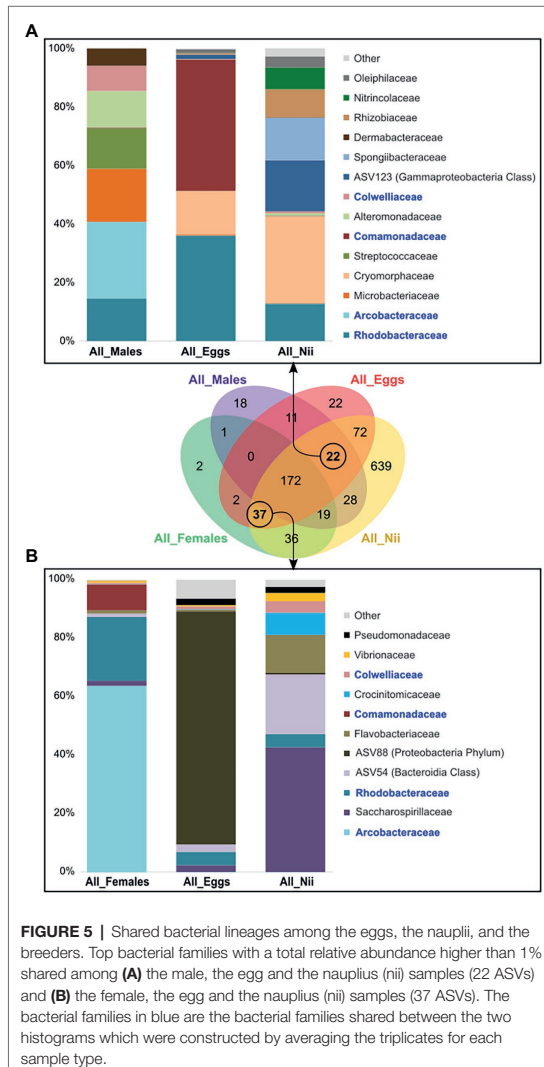 A
100%
80%
60%
40%
20%
0%
All_Males
All_Eggs
All_Nii
Other
Oleiphilaceae
Nitrincolaceae
Rhizobiaceae
Dermabacteraceae
Spongiibacteraceae
ASV123 (Gammaproteobacteria Class)
Colwelliaceae
Alteromonadaceae
Comamonadaceae
Streptococcaceae
Cryomorphaceae
Microbacteriaceae
Arcobacteraceae
Rhodobacteraceae
All_Males
All_Eggs
18
11
22
1
72
2
0
22
639
172
2
37
19
28
36
All_Females
All_Nii
B
100%
80%
60%
40%
20%
0%
All_Females
All_Eggs
All_Nii
Other
Pseudomonadaceae
Vibrionaceae
Colwelliaceae
Crocinitomicaceae
Comamonadaceae
Flavobacteriaceae
ASV88 (Proteobacteria Phylum)
ASV54 (Bacteroidia Class)
Rhodobacteraceae
Saccharospirillaceae
Arcobacteraceae
FIGURE 5 | Shared bacterial lineages among the eggs, the nauplii, and the
breeders. Top bacterial families with a total relative abundance higher than 1%
shared among (A) the male, the egg and the nauplius (nii) samples (22 ASVs)
and (B) the female, the egg and the nauplius (nii) samples (37 ASVs). The
bacterial families in blue are the bacterial families shared between the two
histograms which were constructed by averaging the triplicates for each
sample type.